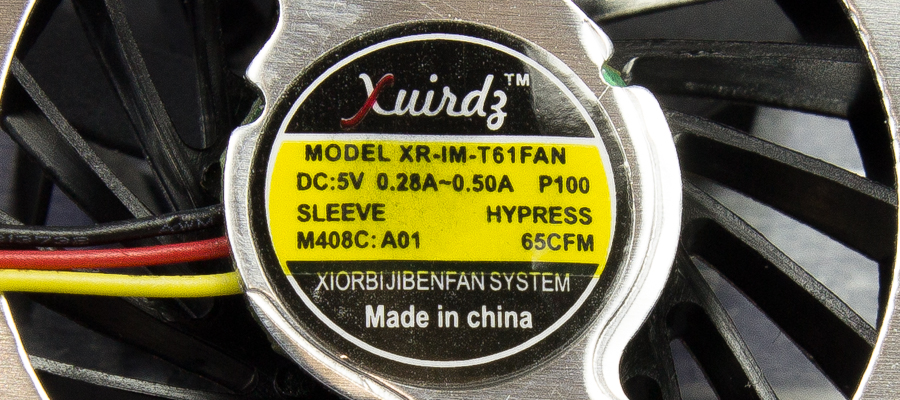 Xuirdz™
MODEL XR-IM-T61FAN
DC:5V 0.28A~0.50A P100
SLEEVE HYPRESS
M408C: A01 65CFM
XIORBIJIBENFAN SYSTEM
Made in china